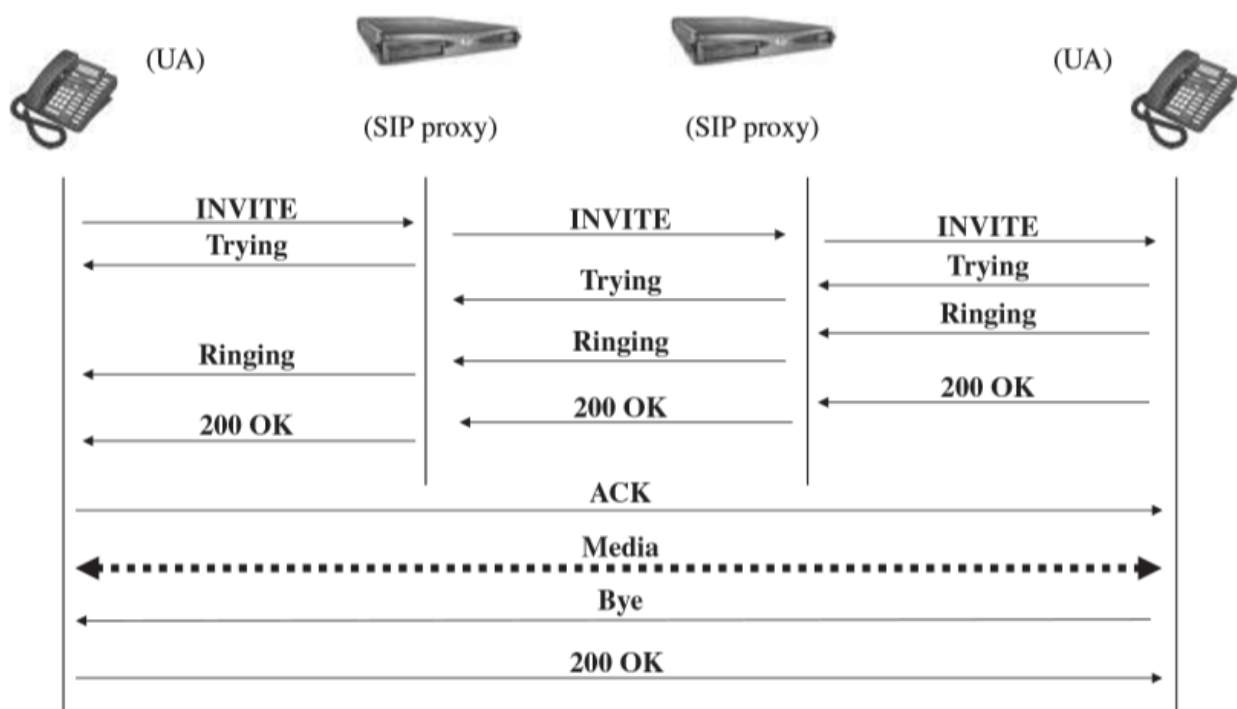 (UA)
(UA)
(SIP proxy)
(SIP proxy)
INVITE
INVITE
INVITE
Trying
Trying
Trying
Ringing
Ringing
Ringing
200 OK
200 OK
200 OK
ACK
Media
Bye
200 OK